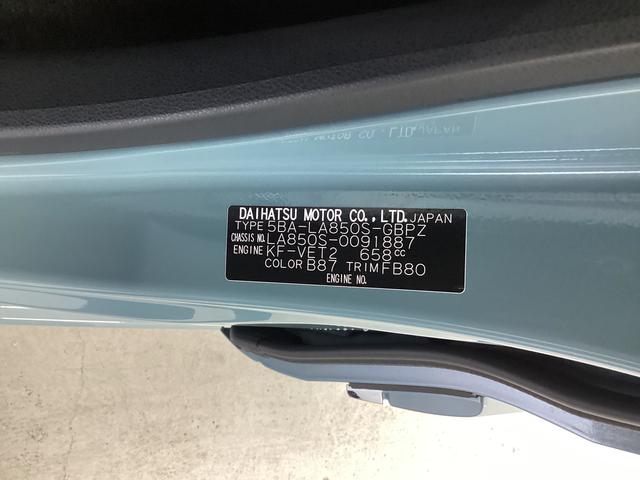 DAIHATSU MOTOR CO., LTD. JAPAN
TYPE 5BA-LA850S-GBPZ
CHASSIS NO. LA850S-0091887
ENGINE KF-VET2 658cc
COLOR B87 TRIM FB80
ENGINE NO.